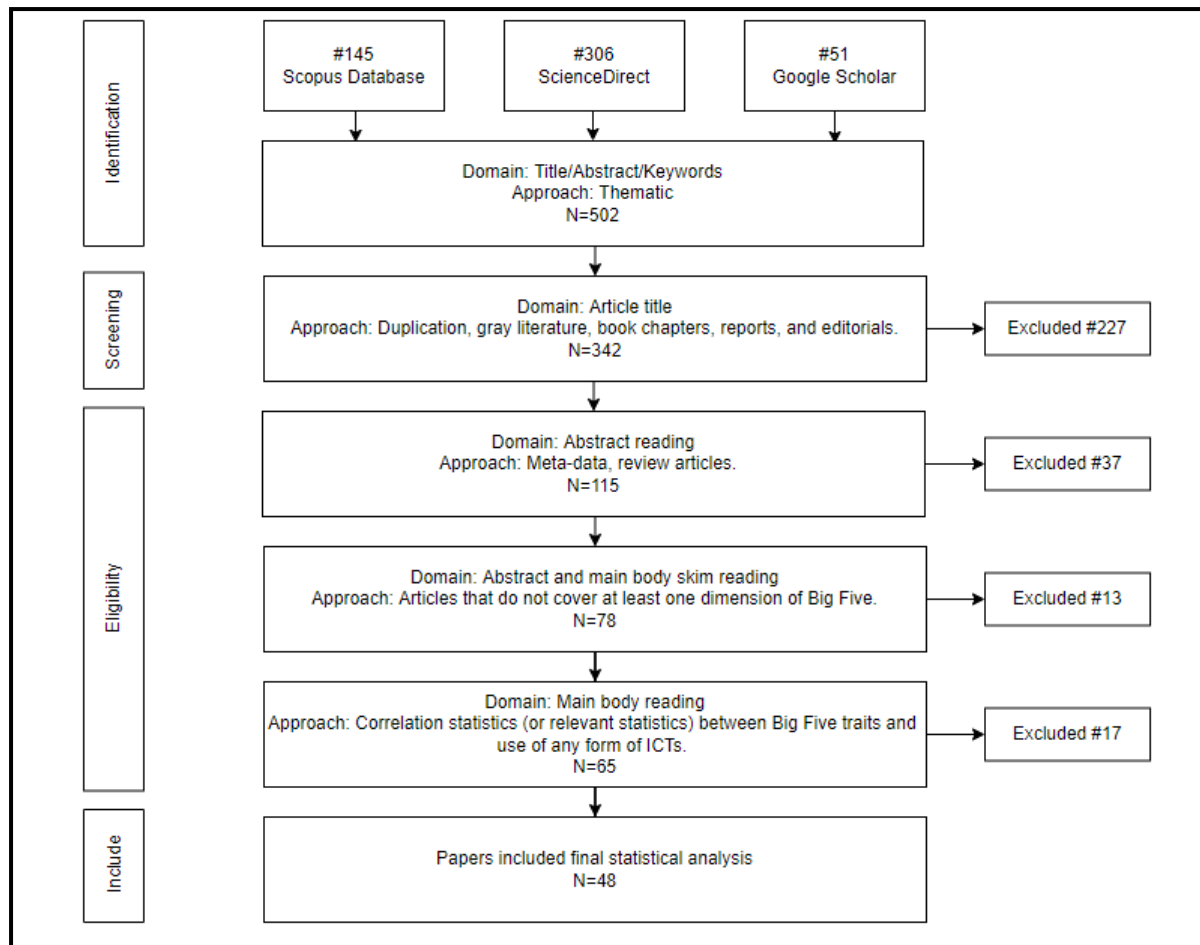 Identification
#145
Scopus Database
#306
ScienceDirect
#51
Google Scholar
Domain: Title/Abstract/Keywords
Approach: Thematic
N=502
Screening
Domain: Article title
Approach: Duplication, gray literature, book chapters, reports, and editorials.
N=342
Excluded #227
Eligibility
Domain: Abstract reading
Approach: Meta-data, review articles.
N=115
Excluded #37
Domain: Abstract and main body skim reading
Approach: Articles that do not cover at least one dimension of Big Five.
N=78
Excluded #13
Domain: Main body reading
Approach: Correlation statistics (or relevant statistics) between Big Five traits and
use of any form of ICTs.
N=65
Excluded #17
Include
Papers included final statistical analysis
N=48